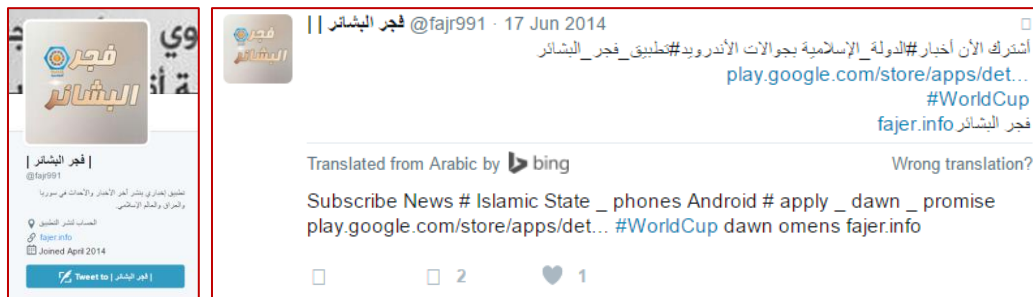 فجر
البشائر
| فجر البشائر |
@fajr991
تطبيق إخباري ينشر آخر الأخبار والأحداث في سوريا
والعراق والعالم الإسلامي.
الحساب لنشر التطبيق
fajer.info
Joined April 2014
Tweet to | فجر البشائر |
فجر
البشائر
| | فجر البشائر @fajr991 · 17 Jun 2014
أشترك الأن أخبار #الدولة_الإسلامية بجوالات الأندرويد#تطبيق_فجر_البشائر
play.google.com/store/apps/det...
#WorldCup
فجر البشائر fajer.info
Translated from Arabic by bing
Wrong translation?
Subscribe News # Islamic State _ phones Android # apply _ dawn _ promise
play.google.com/store/apps/det... #WorldCup dawn omens fajer.info
2
1